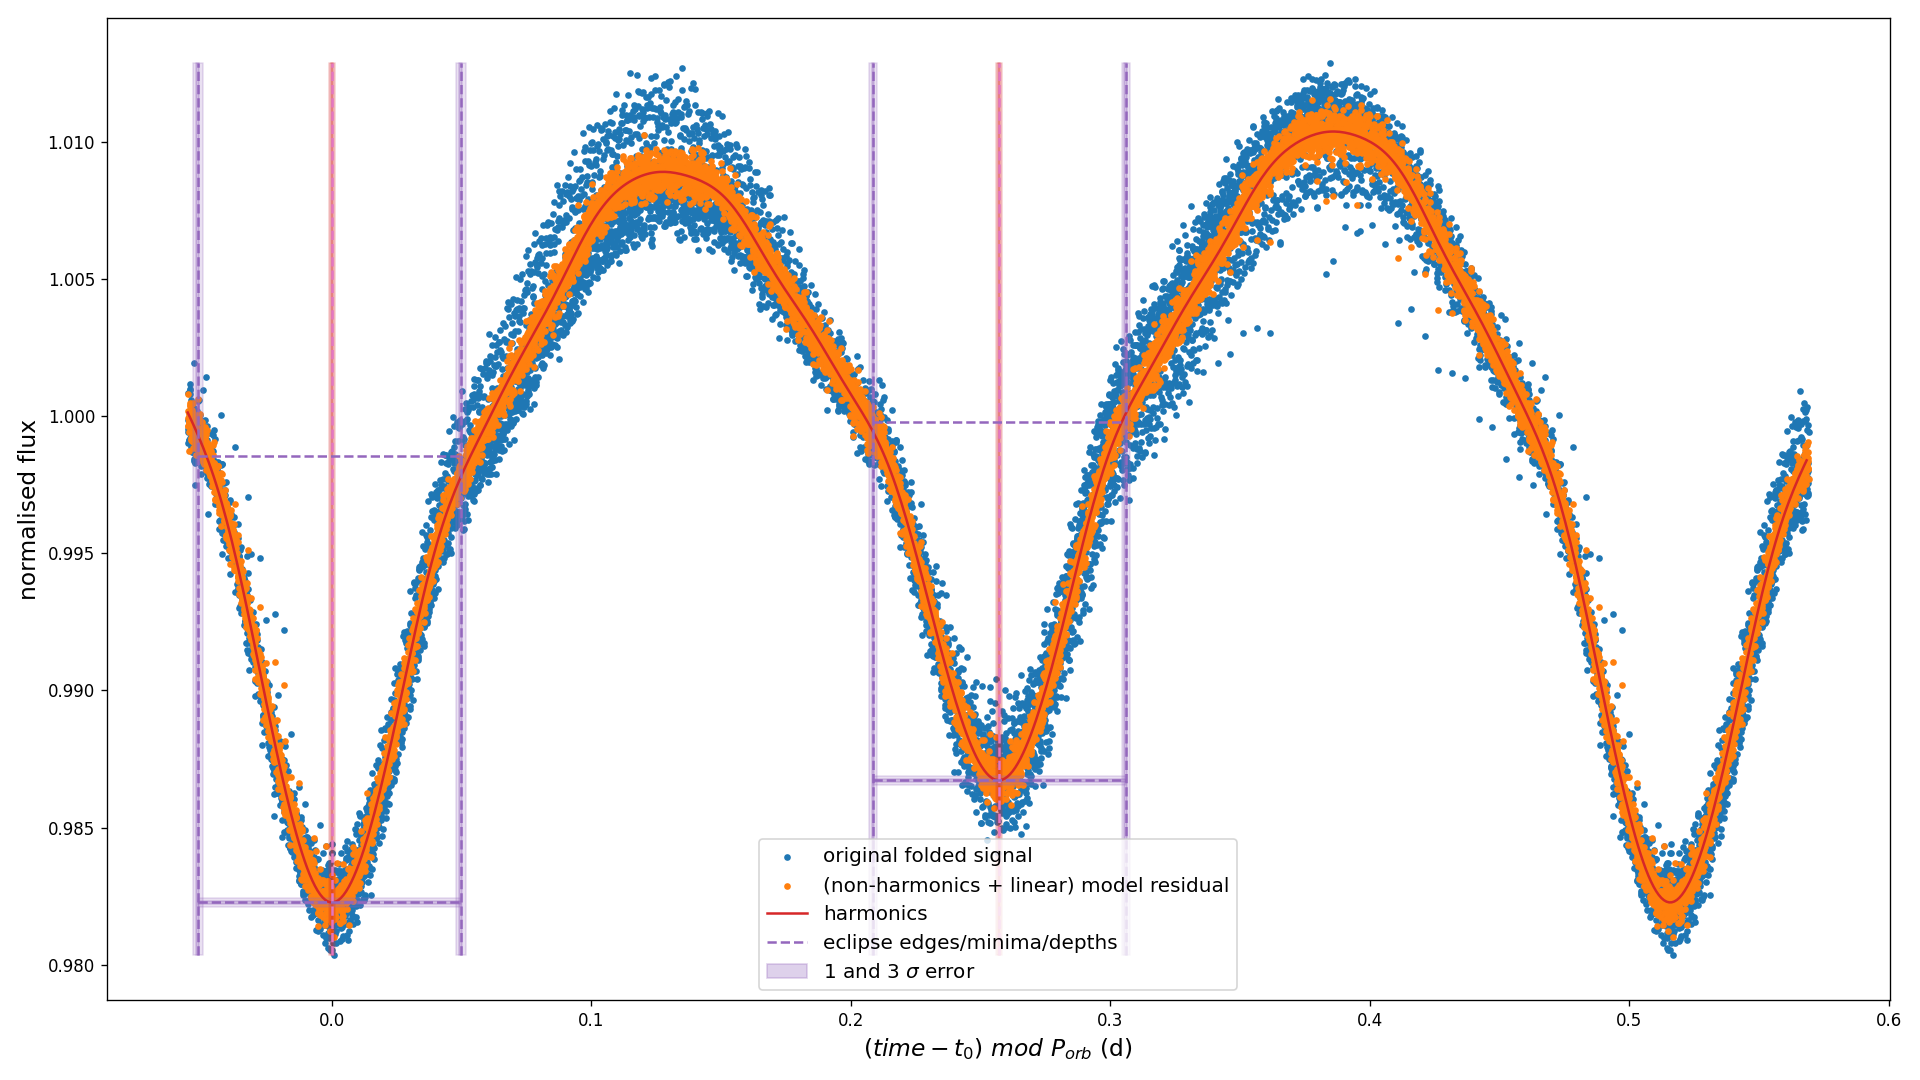 normalised flux
1.010
1.005
1.000
0.995
0.990
0.985
0.980
original folded signal
(non-harmonics + linear) model residual
harmonics
eclipse edges/minima/depths
1 and 3 σ error
0.0 0.1 0.2 0.3 0.4 0.5 0.6
(time − t₀) mod Pₒᵣb (d)